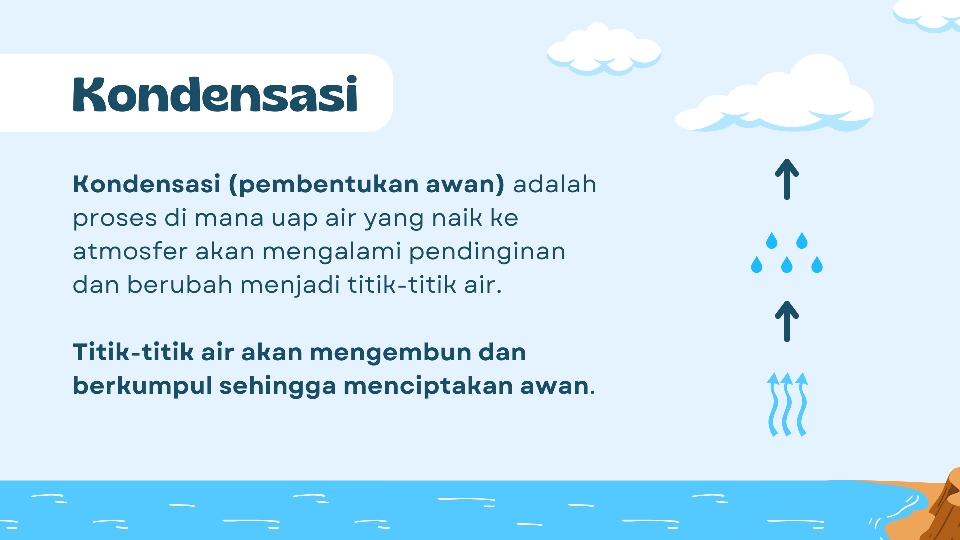 Kondensasi
Kondensasi (pembentukan awan) adalah
proses di mana uap air yang naik ke
atmosfer akan mengalami pendinginan
dan berubah menjadi titik-titik air.
Titik-titik air akan mengembun dan
berkumpul sehingga menciptakan awan.